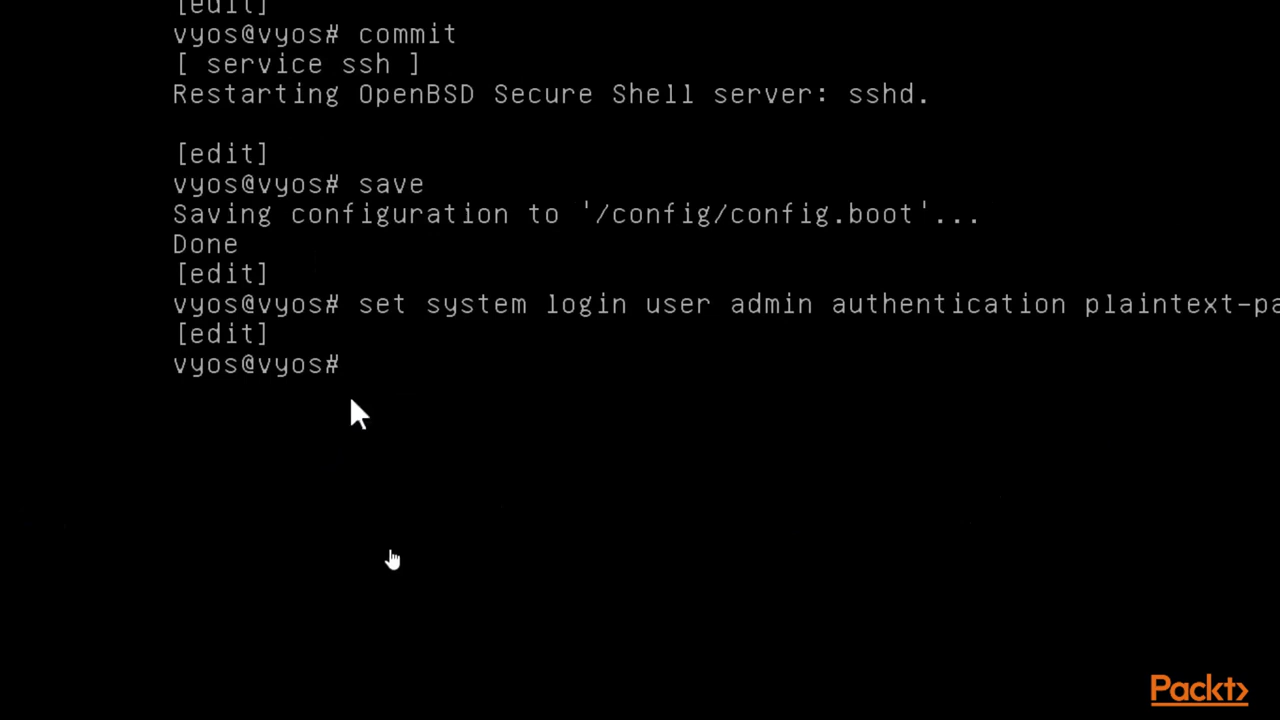 [edit]
vyos@vyos# commit
[ service ssh ]
Restarting OpenBSD Secure Shell server: sshd.
[edit]
vyos@vyos# save
Saving configuration to '/config/config.boot'...
Done
[edit]
vyos@vyos# set system login user admin authentication plaintext-pa
[edit]
vyos@vyos#
Packt>